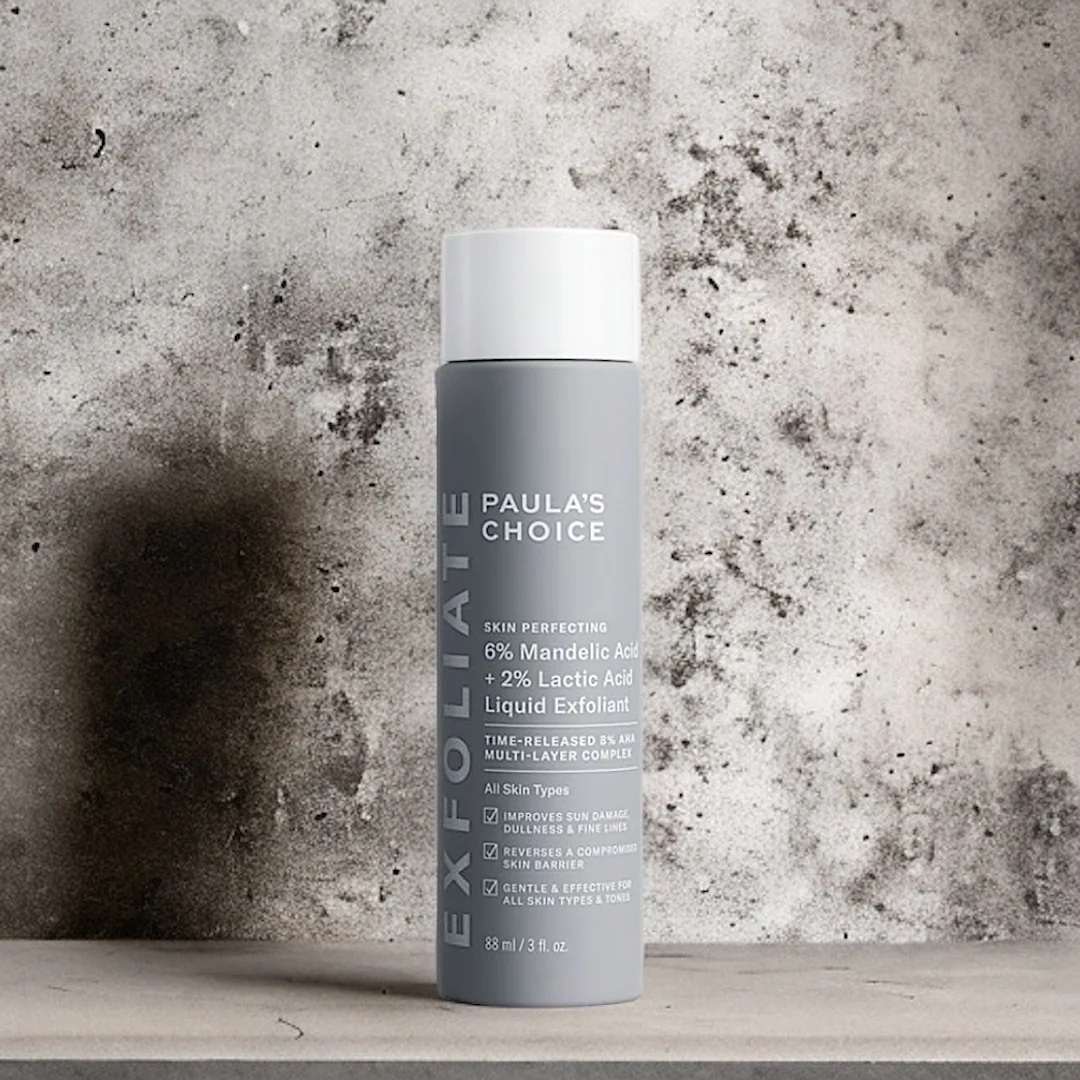 EXFOLIATE
PAULA'S
CHOICE
SKIN PERFECTING
6% Mandelic Acid
+ 2% Lactic Acid
Liquid Exfoliant
TIME-RELEASED 8% AHA
MULTI-LAYER COMPLEX
All Skin Types
☑ IMPROVES SUN DAMAGE,
DULLNESS & FINE LINES
☑ REVERSES A COMPROMISED
SKIN BARRIER
☑ GENTLE & EFFECTIVE FOR
ALL SKIN TYPES & TONES
88 ml / 3 fl. oz.